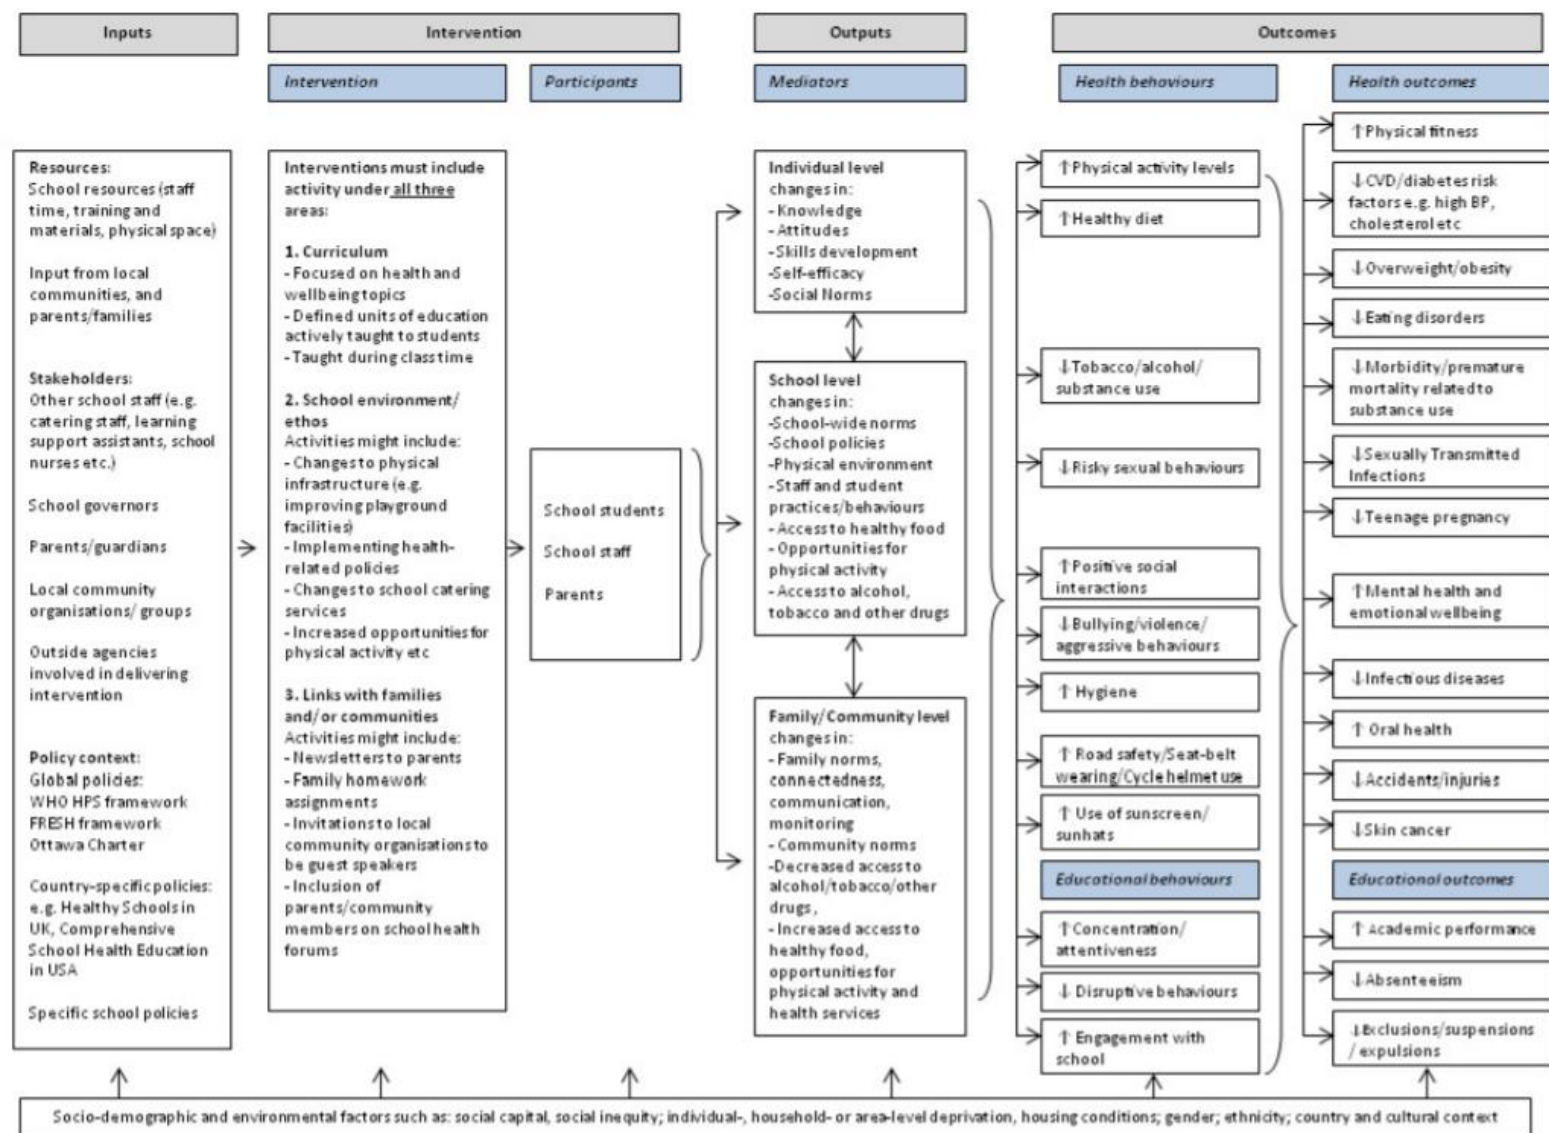 Inputs
Intervention
Outputs
Outcomes
Intervention
Participants
Mediators
Health behaviours
Health outcomes
Resources:
School resources (staff
time, training and
materials, physical space)
Input from local
communities, and
parents/families
Stakeholders:
Other school staff (e.g.
catering staff, learning
support assistants, school
nurses etc.)
School governors
Parents/guardians
Local community
organisations/ groups
Outside agencies
involved in delivering
intervention
Policy context:
Global policies:
WHO HPS framework
FRESH framework
Ottawa Charter
Country-specific policies:
e.g. Healthy Schools in
UK, Comprehensive
School Health Education
in USA
Specific school policies
Interventions must include
activity under all three
areas:
1. Curriculum
- Focused on health and
wellbeing topics
- Defined units of education
actively taught to students
- Taught during class time
2. School environment/
ethos
Activities might include:
- Changes to physical
infrastructure (e.g.
improving playground
facilities)
- Implementing health-
related policies
- Changes to school catering
services
- Increased opportunities for
physical activity etc
3. Links with families
and/or communities
Activities might include:
- Newsletters to parents
- Family homework
assignments
- Invitations to local
community organisations to
be guest speakers
- Inclusion of
parents/community
members on school health
forums
School students
School staff
Parents
Individual level
changes in:
- Knowledge
- Attitudes
- Skills development
-Self-efficacy
-Social Norms
School level
changes in:
-School-wide norms
-School policies
-Physical environment
-Staff and student
practices/behaviours
- Access to healthy food
- Opportunities for
physical activity
- Access to alcohol,
tobacco and other drugs
Family/Community level
changes in:
- Family norms,
connectedness,
communication,
monitoring
- Community norms
-Decreased access to
alcohol/tobacco/other
drugs,
- Increased access to
healthy food,
opportunities for
physical activity and
health services
↑Physical activity levels
↑Healthy diet
↓Tobacco/alcohol/
substance use
↓Risky sexual behaviours
↑Positive social
interactions
↓Bullying/violence/
aggressive behaviours
↑ Hygiene
↑ Road safety/Seat-belt
wearing/Cycle helmet use
↑ Use of sunscreen/
sunhats
Educational behaviours
↑Concentration/
attentiveness
↓ Disruptive behaviours
↑ Engagement with
school
↑Physical fitness
↓CVD/diabetes risk
factors e.g. high BP,
cholesterol etc
↓Overweight/obesity
↓Eating disorders
↓Morbidity/premature
mortality related to
substance use
↓Sexually Transmitted
Infections
↓Teenage pregnancy
↑Mental health and
emotional wellbeing
↓Infectious diseases
↑ Oral health
↓Accidents/injuries
↓Skin cancer
Educational outcomes
↑ Academic performance
↓Absenteeism
↓Exclusions/suspensions
/ expulsions
Socio-demographic and environmental factors such as: social capital, social inequity; individual-, household- or area-level deprivation, housing conditions; gender; ethnicity; country and cultural context